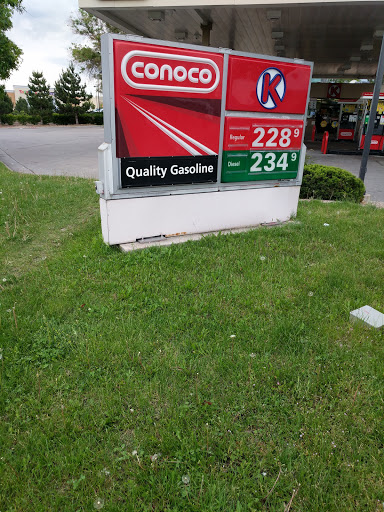 CONOCO
K
Regular 228 9
Diesel 234 9
Quality Gasoline